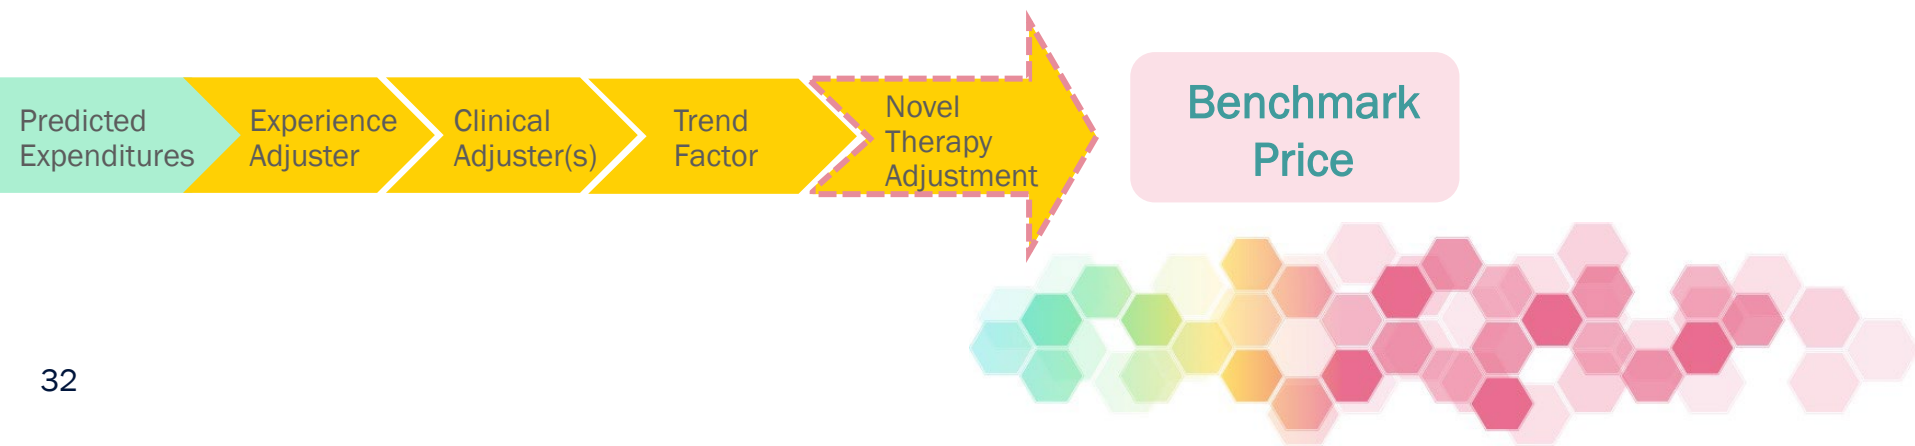 Predicted
Expenditures
Experience
Adjuster
Clinical
Adjuster(s)
Trend
Factor
Novel
Therapy
Adjustment
Benchmark
Price
32